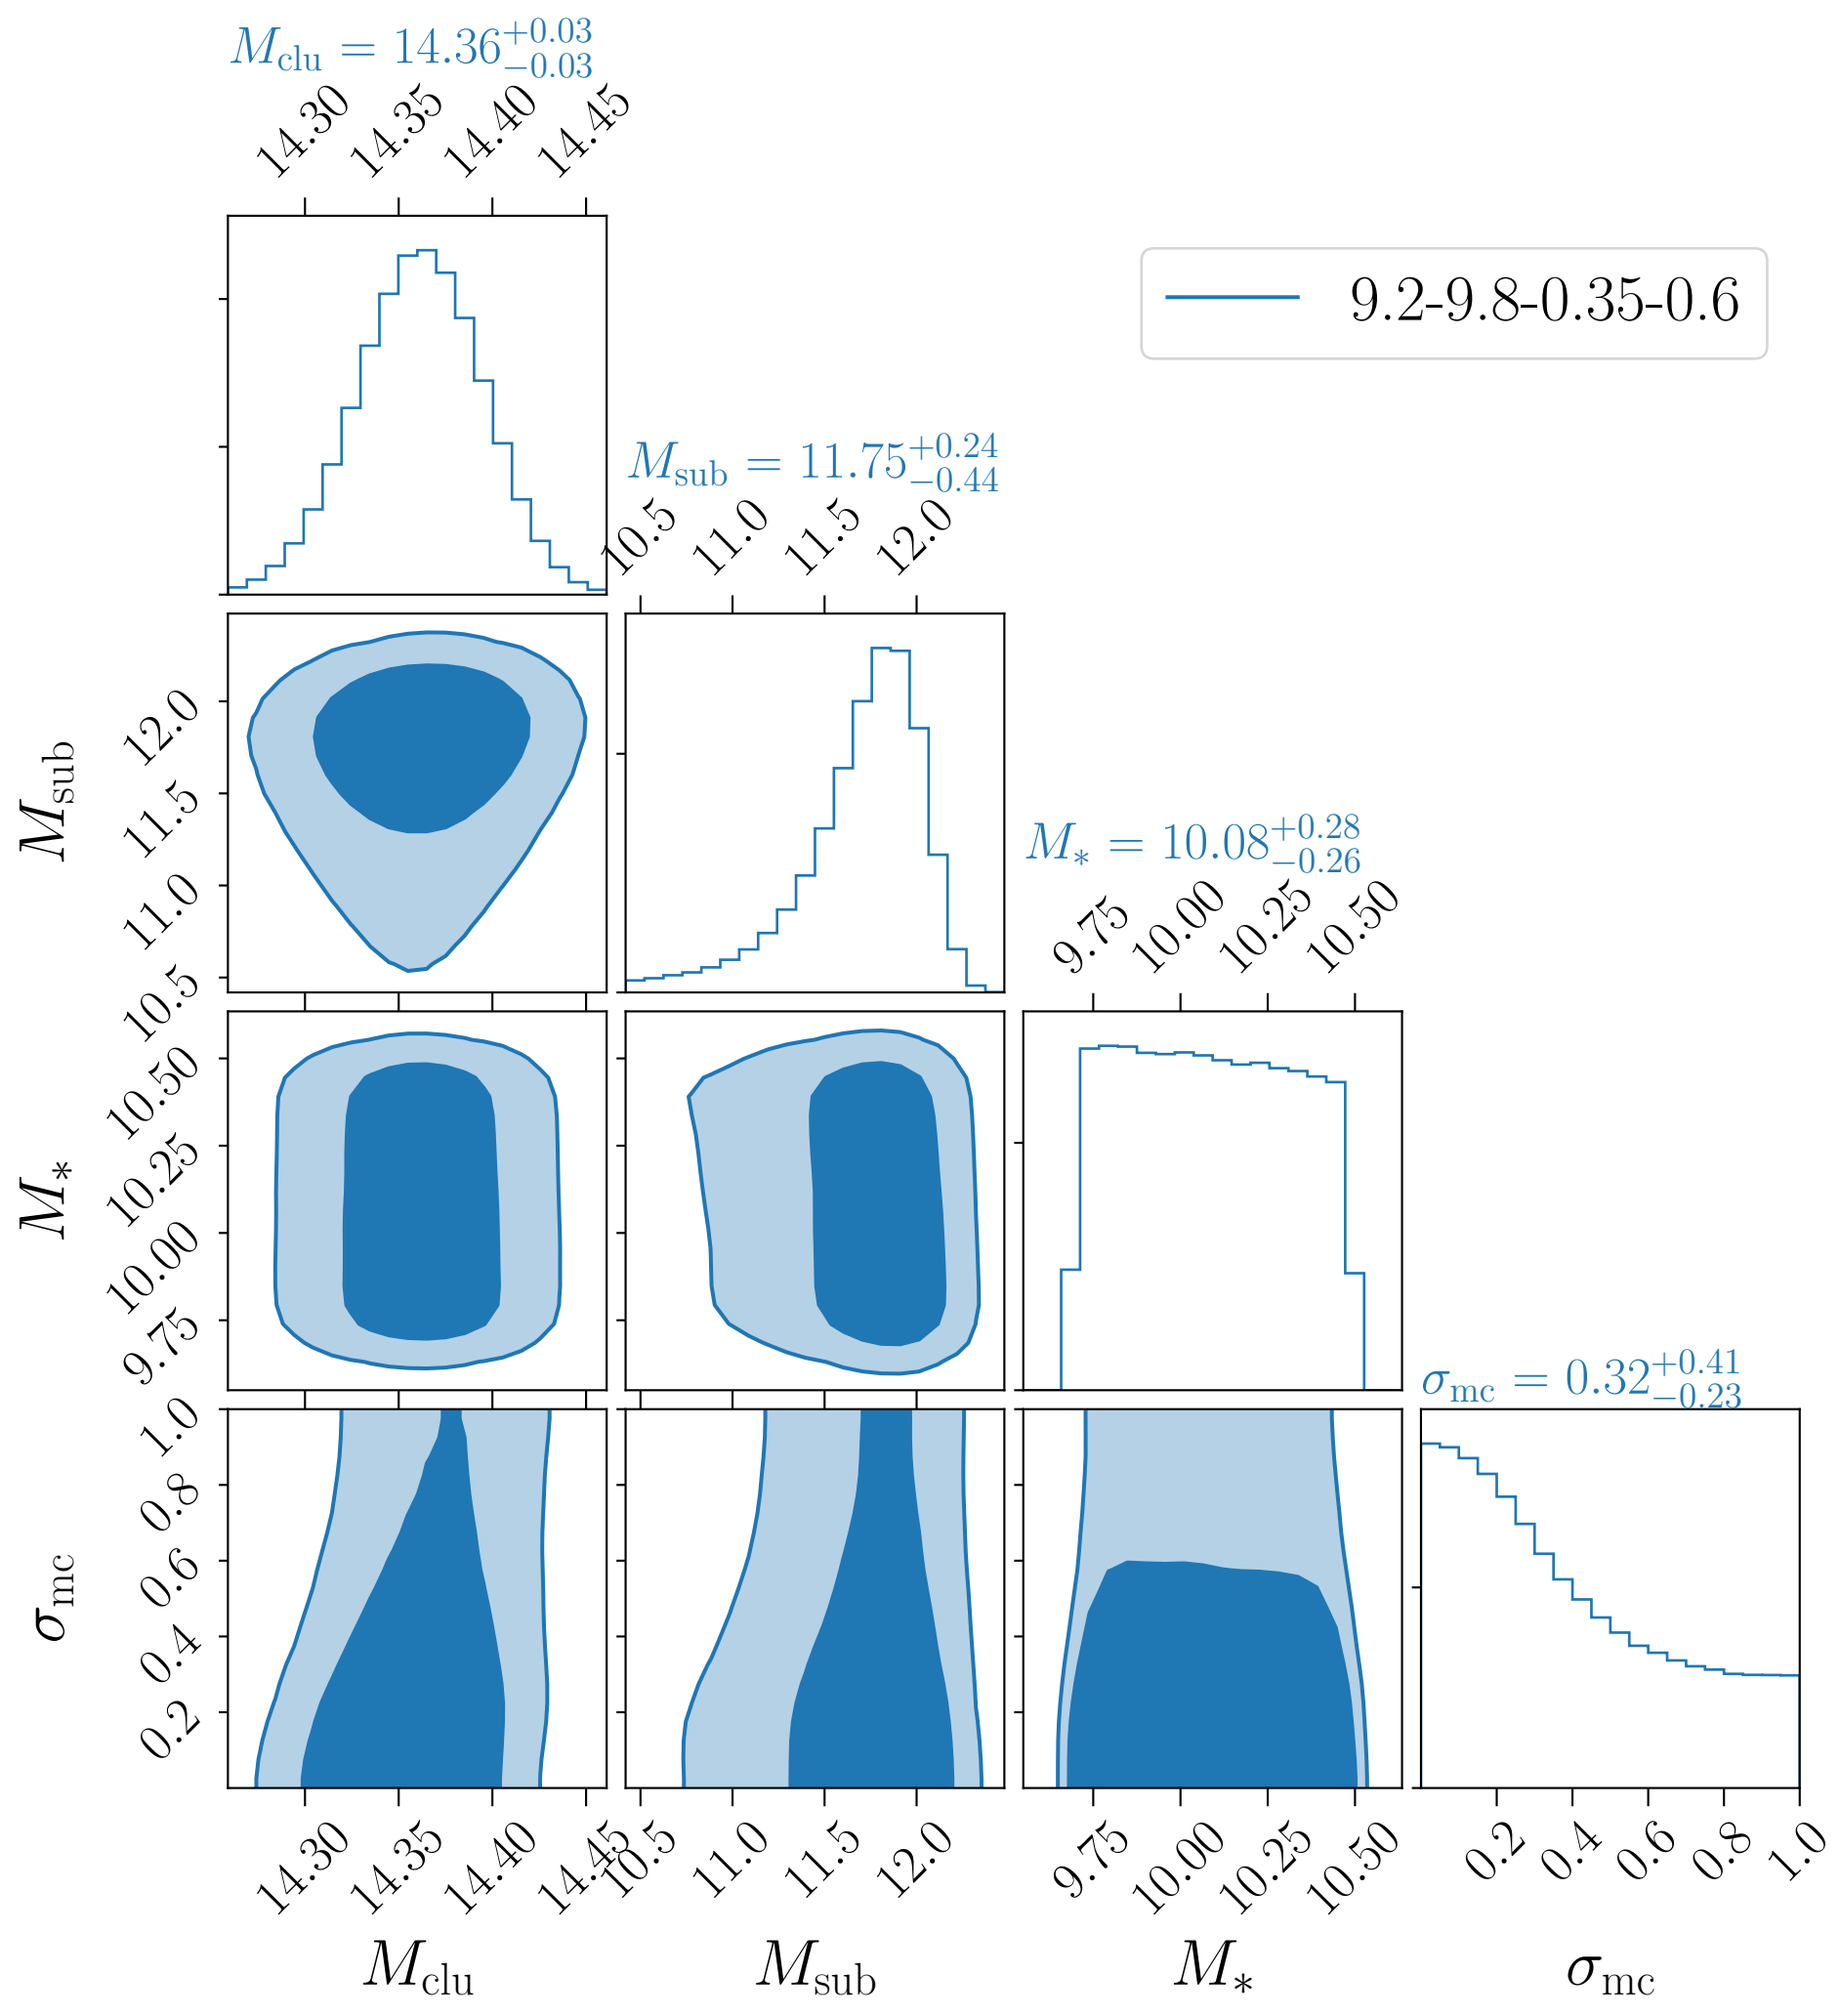 M_clu = 14.36^{+0.03}_{-0.03}
14.30 14.35 14.40 14.45
9.2-9.8-0.35-0.6
M_sub = 11.75^{+0.24}_{-0.44}
10.5 11.0 11.5 12.0
M_sub
12.0
11.5
11.0
10.5
M_* = 10.08^{+0.28}_{-0.26}
9.75 10.00 10.25 10.50
M_*
10.50
10.25
10.00
9.75
σ_mc = 0.32^{+0.41}_{-0.23}
σ_mc
1.0
0.8
0.6
0.4
0.2
14.30 14.35 14.40 14.45 10.5 11.0 11.5 12.0 9.75 10.00 10.25 10.50 0.2 0.4 0.6 0.8 1.0
M_clu M_sub M_* σ_mc